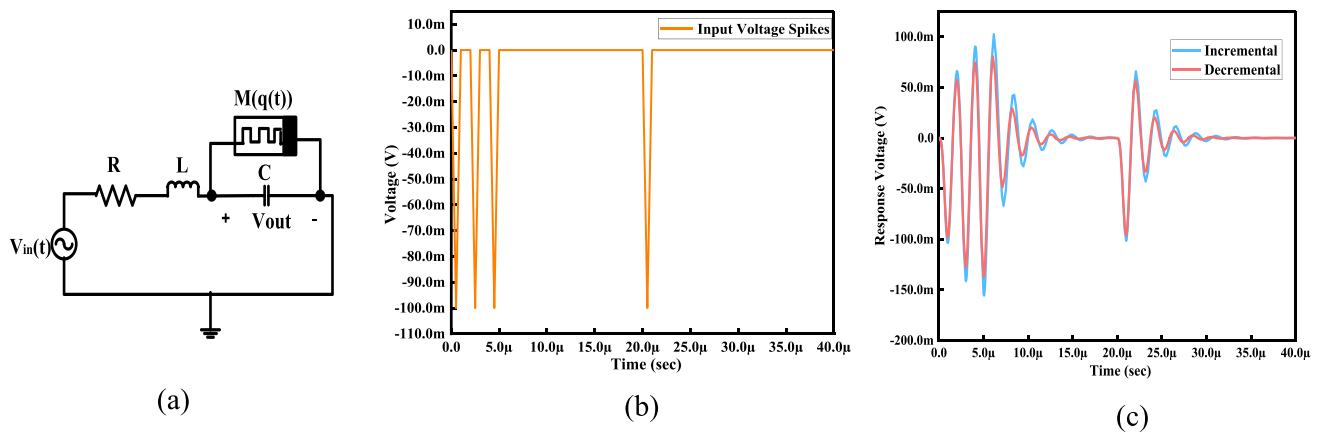 M(q(t))
R
L
C
+ Vout -
Vin(t)
(a)
Input Voltage Spikes
Voltage (V)
10.0m
0.0
-10.0m
-20.0m
-30.0m
-40.0m
-50.0m
-60.0m
-70.0m
-80.0m
-90.0m
-100.0m
-110.0m
0.0 5.0µ 10.0µ 15.0µ 20.0µ 25.0µ 30.0µ 35.0µ 40.0µ
Time (sec)
(b)
Incremental
Decremental
Response Voltage (V)
100.0m
50.0m
0.0
-50.0m
-100.0m
-150.0m
-200.0m
0.0 5.0µ 10.0µ 15.0µ 20.0µ 25.0µ 30.0µ 35.0µ 40.0µ
Time (sec)
(c)